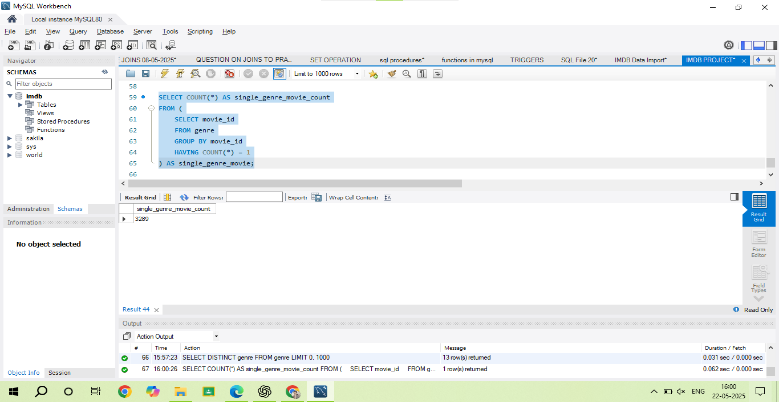 MySQL Workbench
Local instance MySQL80 ×
File Edit View Query Database Server Tools Scripting Help
Navigator
JOINS 08-05-2025* QUESTION ON JOINS TO PRA... SET OPERATION sql procedures* functions in mysql TRIGGERS SQL File 20* IMDB Data Import* IMDB PROJECT* ×
SCHEMAS
Limit to 1000 rows
Filter objects
imdb
Tables
Views
Stored Procedures
Functions
sakila
sys
world
58
59 SELECT COUNT(*) AS single_genre_movie_count
60 FROM (
61 SELECT movie_id
62 FROM genre
63 GROUP BY movie_id
64 HAVING COUNT(*) = 1
65 ) AS single_genre_movie;
66
Result Grid Filter Rows: Export: Wrap Cell Content:
single_genre_movie_count
3289
Result Grid
Form Editor
Field Types
Administration Schemas
Information
No object selected
Result 44 ×
Read Only
Output
Action Output
# Time Action Message Duration / Fetch
66 15:57:23 SELECT DISTINCT genre FROM genre LIMIT 0, 1000 13 row(s) returned 0.031 sec / 0.000 sec
67 16:00:26 SELECT COUNT(*) AS single_genre_movie_count FROM ( SELECT movie_id FROM g... 1 row(s) returned 0.062 sec / 0.000 sec
Object Info Session
ENG
16:00
22-05-2025